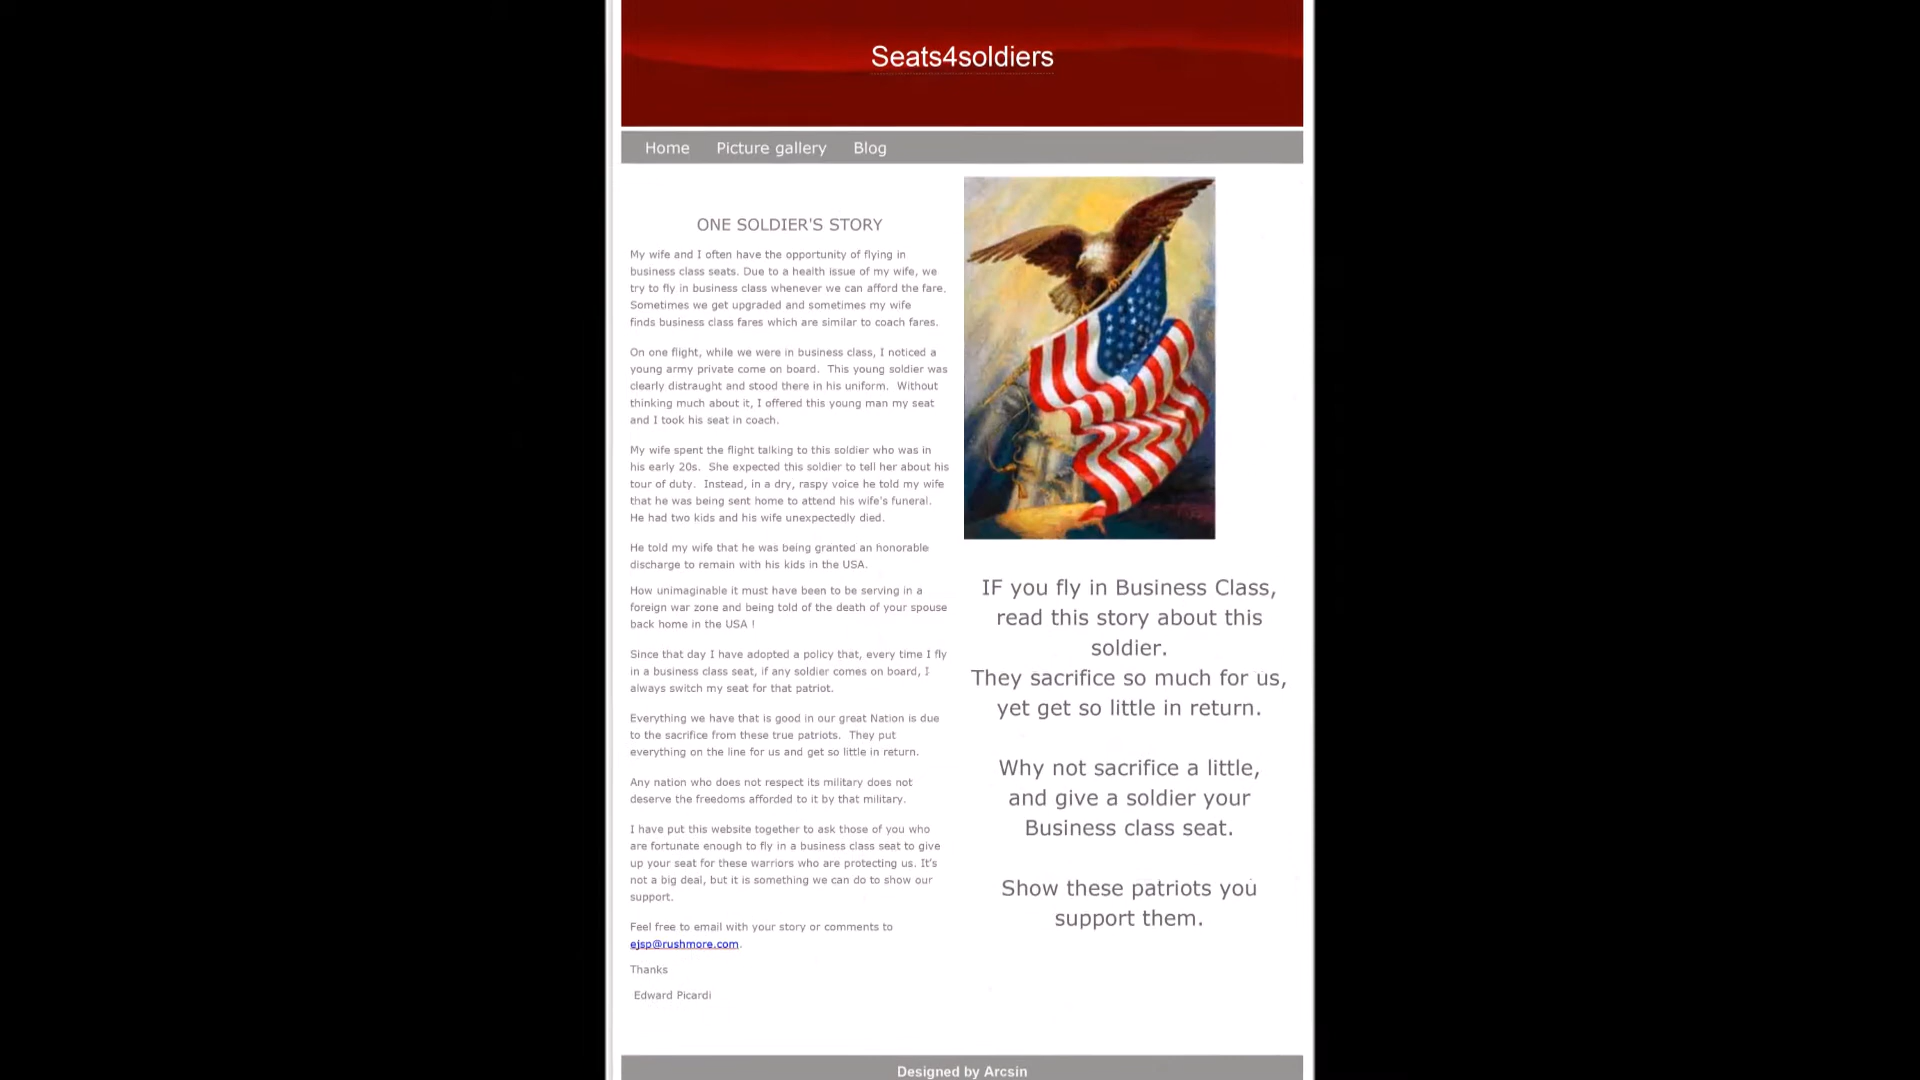 Seats4soldiers
Home Picture gallery Blog
ONE SOLDIER'S STORY
My wife and I often have the opportunity of flying in
business class seats. Due to a health issue of my wife, we
try to fly in business class whenever we can afford the fare.
Sometimes we get upgraded and sometimes my wife
finds business class fares which are similar to coach fares.
On one flight, while we were in business class, I noticed a
young army private come on board. This young soldier was
clearly distraught and stood there in his uniform. Without
thinking much about it, I offered this young man my seat
and I took his seat in coach.
My wife spent the flight talking to this soldier who was in
his early 20s. She expected this soldier to tell her about his
tour of duty. Instead, in a dry, raspy voice he told my wife
that he was being sent home to attend his wife's funeral.
He had two kids and his wife unexpectedly died.
He told my wife that he was being granted an honorable
discharge to remain with his kids in the USA.
How unimaginable it must have been to be serving in a
foreign war zone and being told of the death of your spouse
back home in the USA !
Since that day I have adopted a policy that, every time I fly
in a business class seat, if any soldier comes on board, I
always switch my seat for that patriot.
Everything we have that is good in our great Nation is due
to the sacrifice from these true patriots. They put
everything on the line for us and get so little in return.
Any nation who does not respect its military does not
deserve the freedoms afforded to it by that military.
I have put this website together to ask those of you who
are fortunate enough to fly in a business class seat to give
up your seat for these warriors who are protecting us. It's
not a big deal, but it is something we can do to show our
support.
Feel free to email with your story or comments to
ejsp@rushmore.com.
Thanks
Edward Picardi
IF you fly in Business Class,
read this story about this
soldier.
They sacrifice so much for us,
yet get so little in return.
Why not sacrifice a little,
and give a soldier your
Business class seat.
Show these patriots you
support them.
Designed by Arcsin